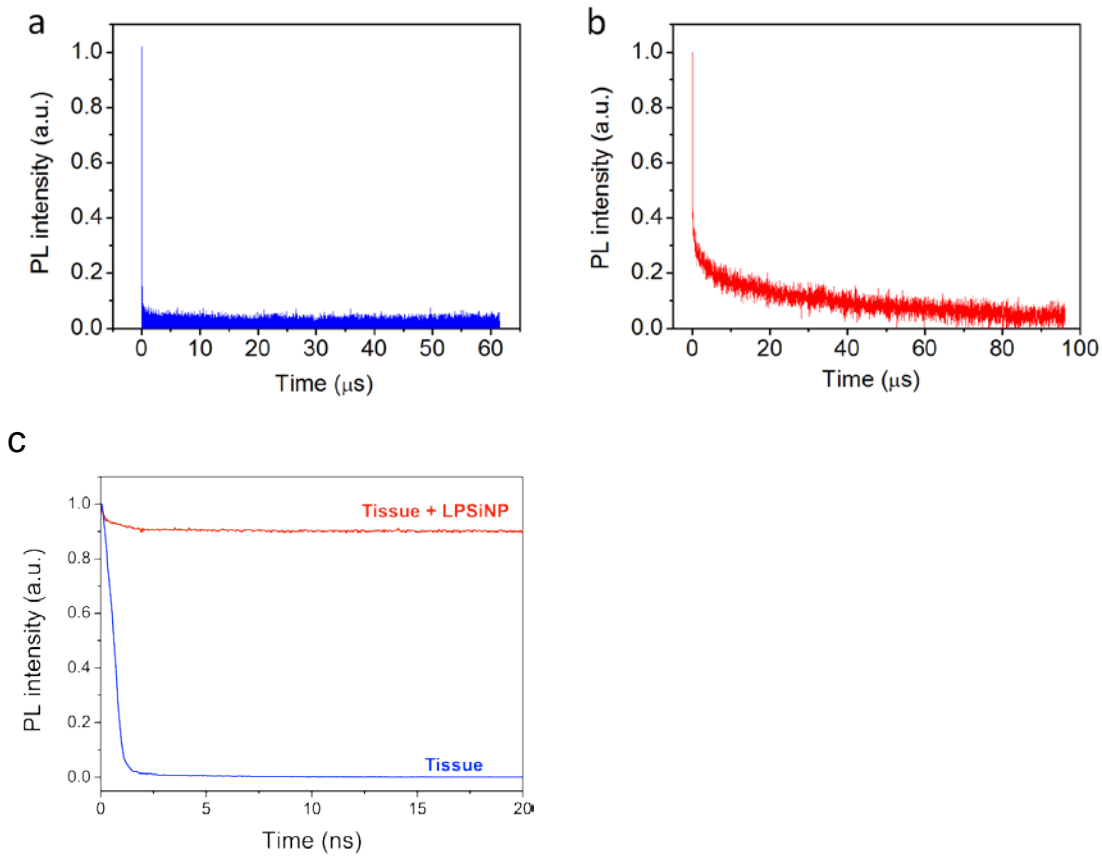 a
PL intensity (a.u.)
1.0
0.8
0.6
0.4
0.2
0.0
0 10 20 30 40 50 60
Time (μs)
b
PL intensity (a.u.)
1.0
0.8
0.6
0.4
0.2
0.0
0 20 40 60 80 100
Time (μs)
c
PL intensity (a.u.)
1.0
0.8
0.6
0.4
0.2
0.0
Tissue + LPSiNP
Tissue
0 5 10 15 20
Time (ns)